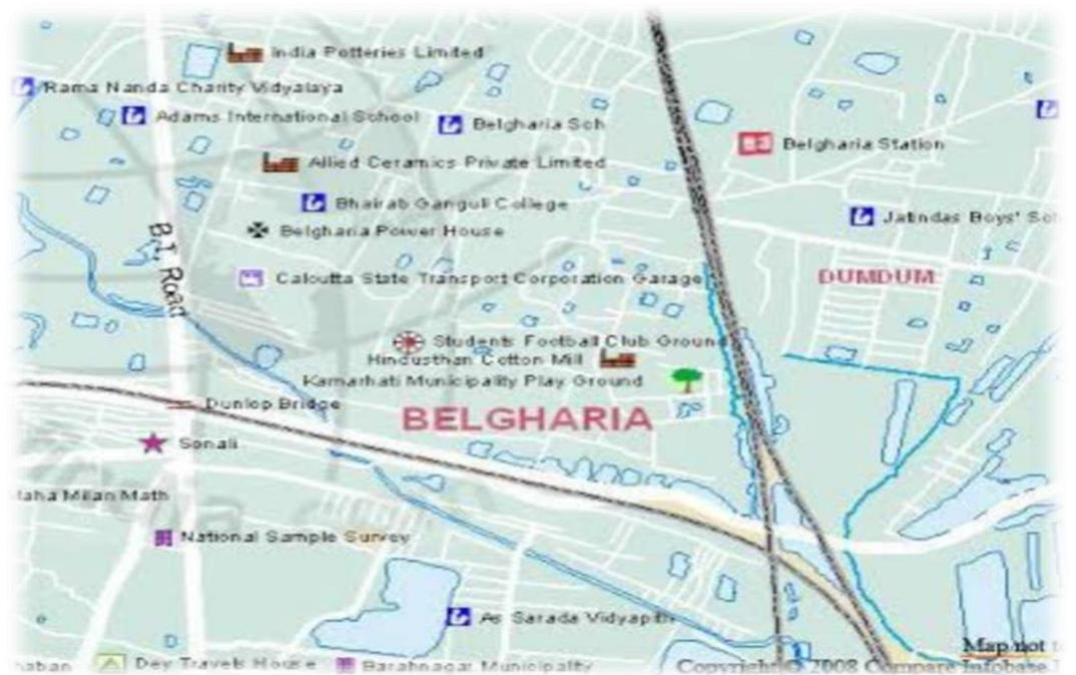 India Potteries Limited
Rama Nanda Charity Vidyalaya
Adams International School
Belgharia Sch
Belgharia Station
Allied Ceramics Private Limited
Bhairab Ganguli College
Jatindas Boys' Sch
Belgharia Power House
B.T. Road
Calcutta State Transport Corporation Garage
DUMDUM
Students Football Club Ground
Hindusthan Cotton Mill
Kamarhati Municipality Play Ground
Dunlop Bridge
BELGHARIA
Sonali
Maha Milan Math
National Sample Survey
As Sarada Vidyapith
Map not
haban
Dey Travels House
Baranagar Municipality
Copyright © 2008 Compare Infobase